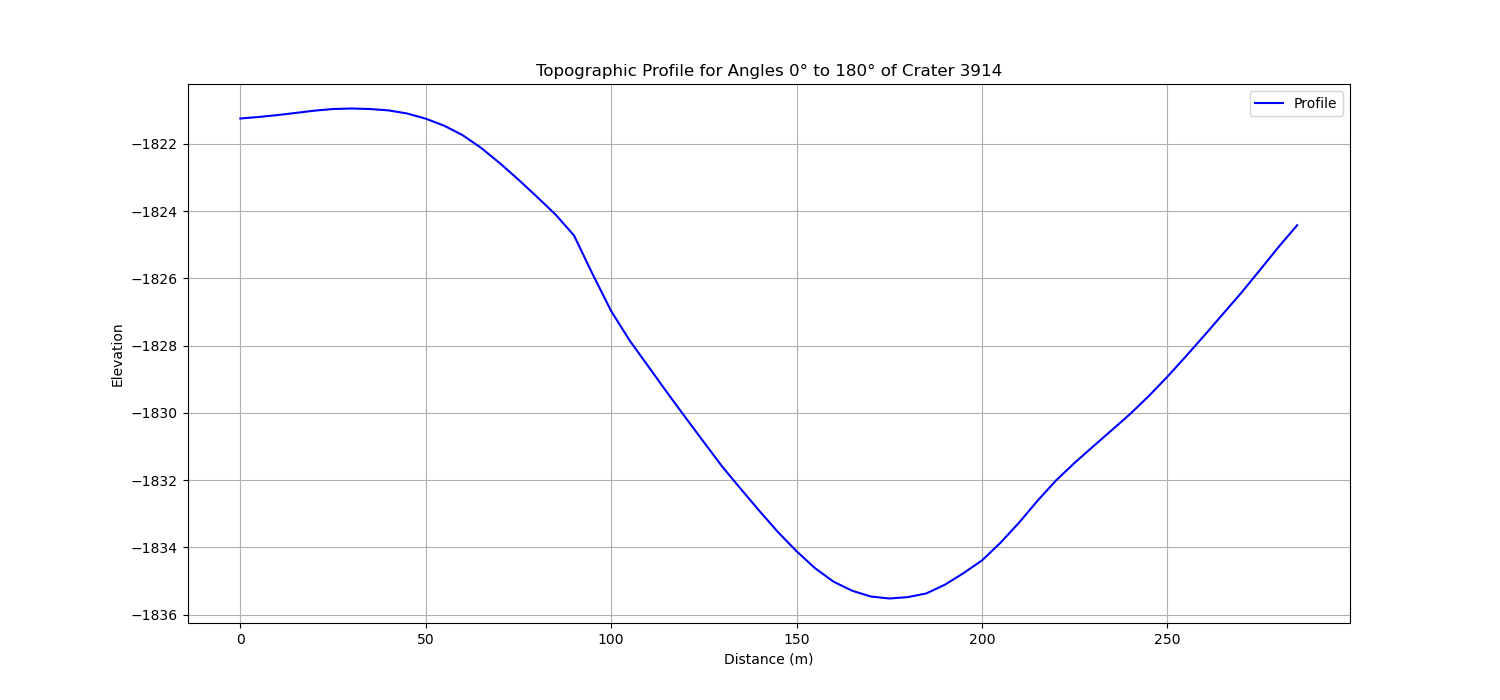 Topographic Profile for Angles 0° to 180° of Crater 3914
Profile
−1822
−1824
−1826
−1828
−1830
−1832
−1834
−1836
Elevation
0 50 100 150 200 250
Distance (m)